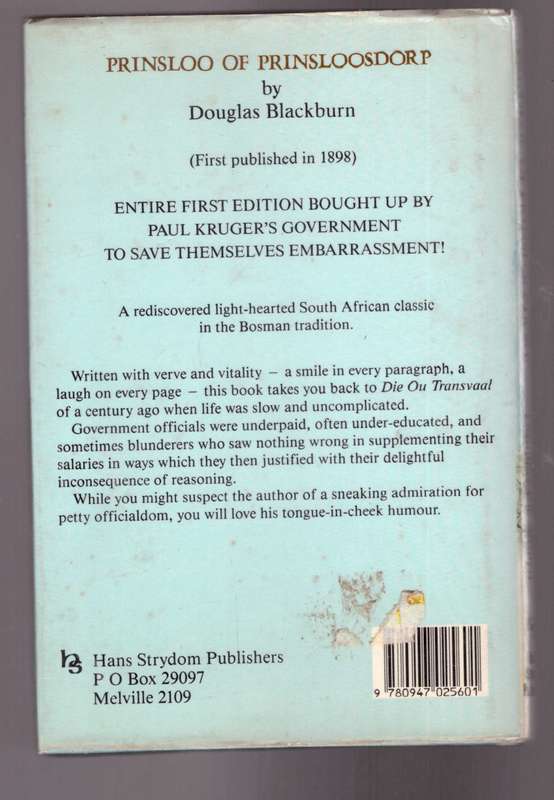 PRINSLOO OF PRINSLOOSDORP
by
Douglas Blackburn
(First published in 1898)
ENTIRE FIRST EDITION BOUGHT UP BY
PAUL KRUGER'S GOVERNMENT
TO SAVE THEMSELVES EMBARRASSMENT!
A rediscovered light-hearted South African classic
in the Bosman tradition.
Written with verve and vitality – a smile in every paragraph, a
laugh on every page – this book takes you back to Die Ou Transvaal
of a century ago when life was slow and uncomplicated.
Government officials were underpaid, often under-educated, and
sometimes blunderers who saw nothing wrong in supplementing their
salaries in ways which they then justified with their delightful
inconsequence of reasoning.
While you might suspect the author of a sneaking admiration for
petty officialdom, you will love his tongue-in-cheek humour.
hs
Hans Strydom Publishers
P O Box 29097
Melville 2109
9 780947 025601